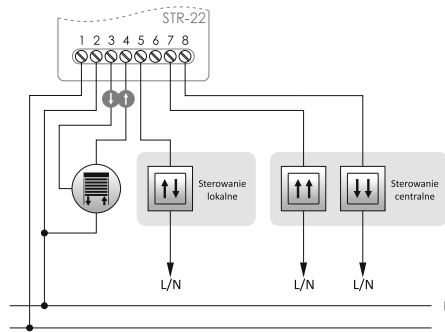 STR-22
1 2 3 4 5 6 7 8
Sterowanie
lokalne
Sterowanie
centralne
L/N L/N L/N